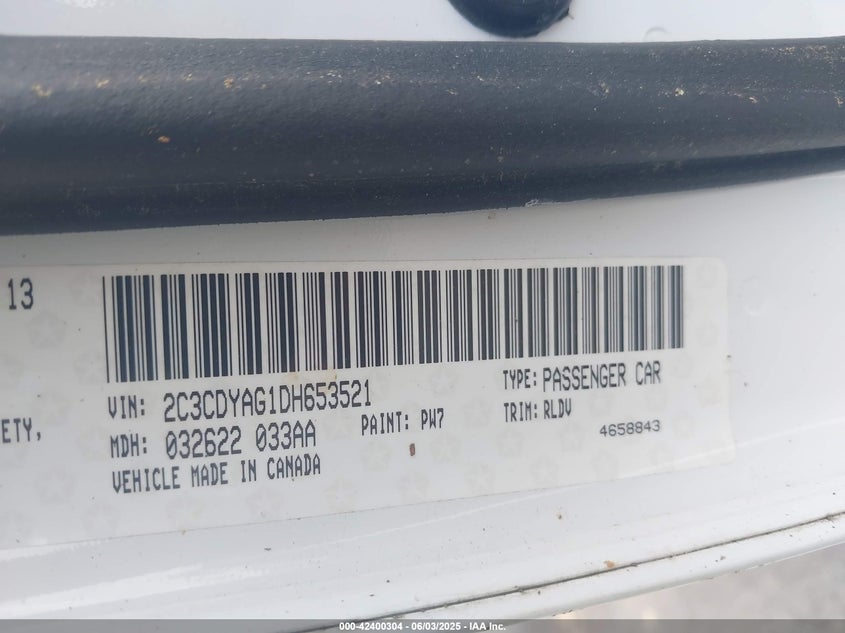 13
VIN: 2C3CDYAG1DH653521
TYPE: PASSENGER CAR
ETY,
MDH: 032622 033AA
PAINT: PW7
TRIM: RLDV
VEHICLE MADE IN CANADA
4658843
000-42400304 - 06/03/2025 - IAA Inc.